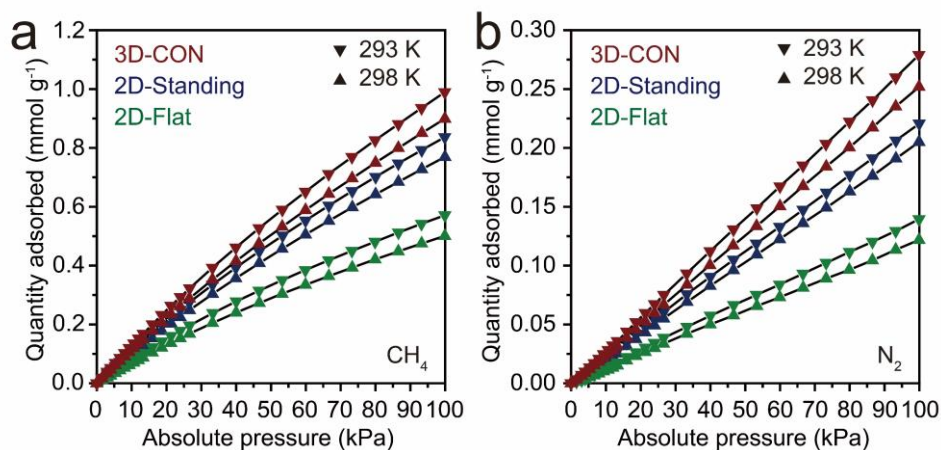 a
1.2
1.0
0.8
0.6
0.4
0.2
0.0
Quantity adsorbed (mmol g⁻¹)
3D-CON
2D-Standing
2D-Flat
▼ 293 K
▲ 298 K
CH₄
0 10 20 30 40 50 60 70 80 90 100
Absolute pressure (kPa)
b
0.30
0.25
0.20
0.15
0.10
0.05
0.00
Quantity adsorbed (mmol g⁻¹)
3D-CON
2D-Standing
2D-Flat
▼ 293 K
▲ 298 K
N₂
0 10 20 30 40 50 60 70 80 90 100
Absolute pressure (kPa)